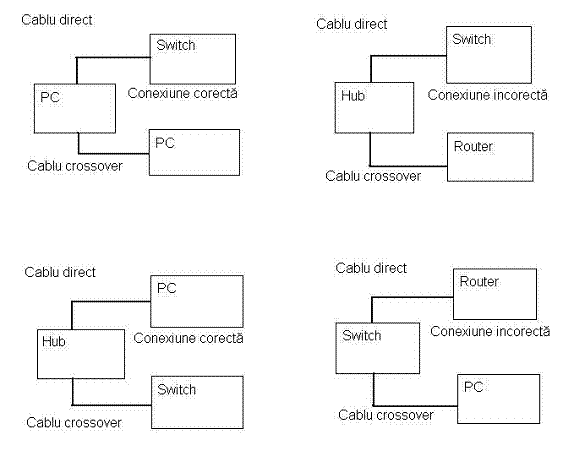 Cablu direct
Switch
PC
Conexiune corectă
PC
Cablu crossover
Cablu direct
Switch
Hub
Conexiune incorectă
Router
Cablu crossover
Cablu direct
PC
Hub
Conexiune corectă
Switch
Cablu crossover
Cablu direct
Router
Switch
Conexiune incorectă
PC
Cablu crossover